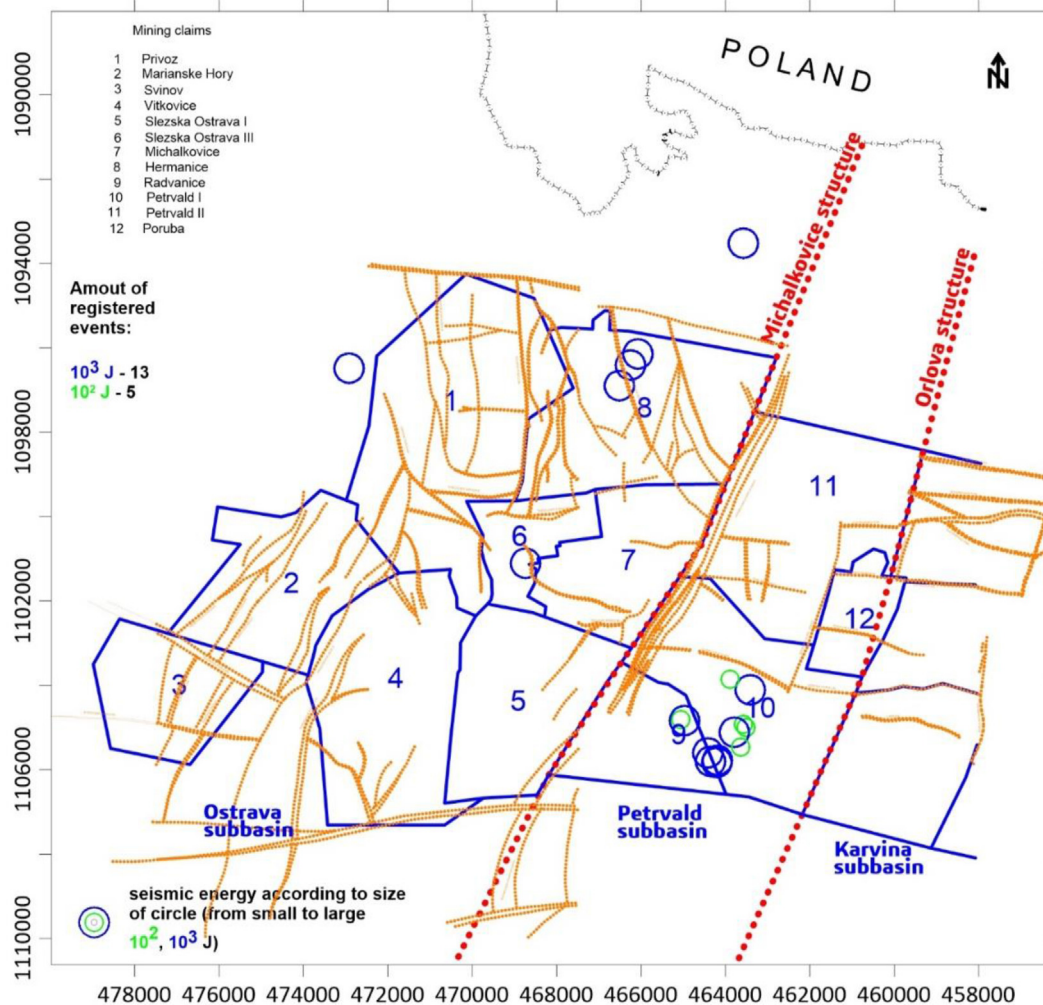 Mining claims
1 Privoz
2 Marianske Hory
3 Svinov
4 Vitkovice
5 Slezska Ostrava I
6 Slezska Ostrava III
7 Michalkovice
8 Hermanice
9 Radvanice
10 Petrvald I
11 Petrvald II
12 Poruba
POLAND
N
Amout of
registered
events:
10³ J - 13
10² J - 5
Michalkovice structure
Orlova structure
1
8
11
6
7
2
12
3
4
5
10
9
Ostrava
subbasin
Petrvald
subbasin
Karvina
subbasin
seismic energy according to size
of circle (from small to large
10², 10³ J)
1090000
1094000
1098000
1102000
1106000
1110000
478000 476000 474000 472000 470000 468000 466000 464000 462000 460000 458000